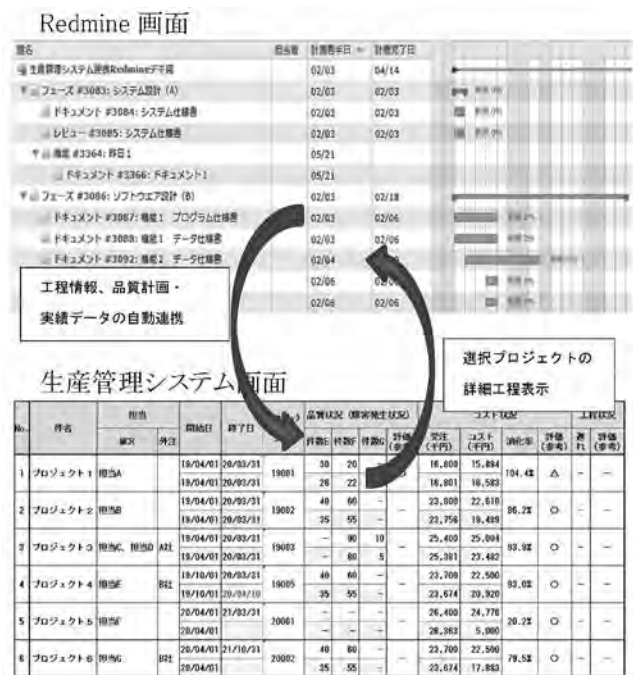 Redmine 画面
題名 担当者 計画着手日 計画完了日
生産管理システム連携Redmineデモ用 02/03 04/14
フェーズ #3083: システム設計 (A) 02/03 02/03
ドキュメント #3084: システム仕様書 02/03 02/03
レビュー #3085: システム仕様書 02/03 02/03
#3364: 05/21
ドキュメント #3366: ドキュメント1 05/21
フェーズ #3086: ソフトウエア設計 (B) 02/03 02/18
ドキュメント #3087: 機能1 プログラム仕様書 02/03 02/06
ドキュメント #3088: 機能1 データ仕様書 02/03 02/06
ドキュメント #3092: 機能2 データ仕様書 02/04
02/06
02/06 02/06
工程情報、品質計画・
実績データの自動連携
選択プロジェクトの
詳細工程表示
生産管理システム画面
No. 件名 担当 開始日 終了日 品質状況 (障害発生状況) コスト状況 工程状況
MCR 外注 件数E 件数F 件数G 評価(参考) 受注(千円) コスト(千円) 消化率 評価(参考) 遅れ 評価(参考)
1 プロジェクト1 担当A 19/04/01 20/03/31 19001 30 20 - 16,800 15,894 104.4% △ - -
19/04/01 20/03/31 26 22 16,801 16,583
2 プロジェクト2 担当B 19/04/01 20/03/31 19002 40 60 - - 23,800 22,610 86.2% ○ - -
19/04/01 20/03/31 35 55 - 23,756 19,489
3 プロジェクト3 担当C、担当D A社 19/04/01 20/03/31 19003 - 90 10 - 25,400 25,004 93.9% ○ - -
19/04/01 20/03/31 - 80 5 25,381 23,482
4 プロジェクト4 担当E B社 19/10/01 20/03/31 19005 40 60 - - 23,700 22,500 93.0% ○ - -
19/10/01 20/04/10 35 55 - 23,674 20,920
5 プロジェクト5 担当F 20/04/01 21/03/31 20001 - - - - 26,400 24,776 20.2% ○ - -
20/04/01 - - - 26,363 5,000
6 プロジェクト6 担当G B社 20/04/01 21/10/31 20002 40 60 - - 23,700 22,500 79.5% ○ - -
20/04/01 35 55 - 23,674 17,883